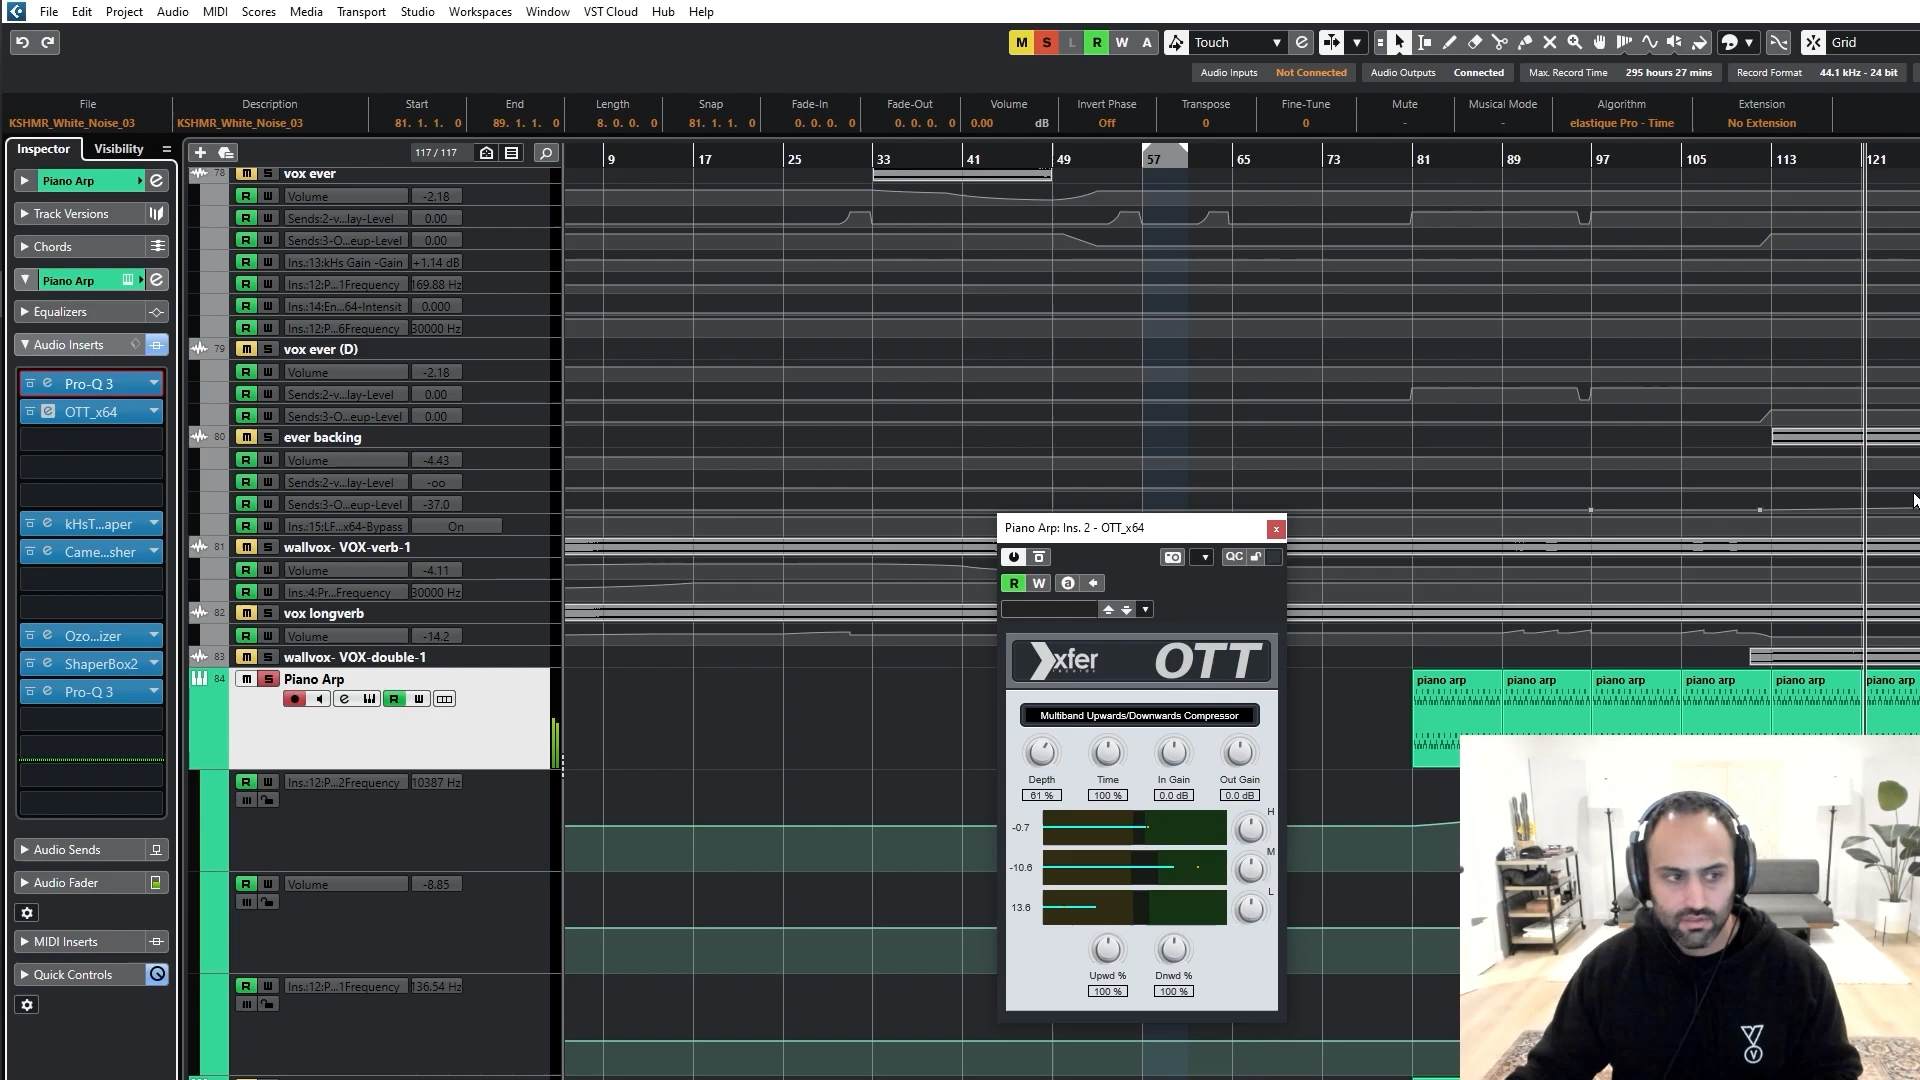 File Edit Project Audio MIDI Scores Media Transport Studio Workspaces Window VST Cloud Hub Help
M S L R W A Touch Grid
Audio Inputs Not Connected Audio Outputs Connected Max. Record Time 295 hours 27 mins Record Format 44.1 kHz - 24 bit
File Description Start End Length Snap Fade-In Fade-Out Volume Invert Phase Transpose Fine-Tune Mute Musical Mode Algorithm Extension
KSHMR_White_Noise_03 KSHMR_White_Noise_03 81. 1. 1. 0 89. 1. 1. 0 8. 0. 0. 0 81. 1. 1. 0 0. 0. 0. 0 0. 0. 0. 0 0.00 dB Off 0 0 - - elastique Pro - Time No Extension
Inspector Visibility
117 / 117
9 17 25 33 41 49 57 65 73 81 89 97 105 113 121
Piano Arp
Track Versions
Chords
Piano Arp
Equalizers
Audio Inserts
Pro-Q 3
OTT_x64
kHsT...aper
Came...sher
Ozo...izer
ShaperBox2
Pro-Q 3
Audio Sends
Audio Fader
MIDI Inserts
Quick Controls
78 m S vox ever
R W Volume -2.18
R W Sends:2-v...lay-Level 0.00
R W Sends:3-O...eup-Level 0.00
R W Ins.:13:kHs Gain -Gain +1.14 dB
R W Ins.:12:P...1Frequency 169.88 Hz
R W Ins.:14:En...64-Intensit 0.000
R W Ins.:12:P...6Frequency 30000 Hz
79 m S vox ever (D)
R W Volume -2.18
R W Sends:2-v...lay-Level 0.00
R W Sends:3-O...eup-Level 0.00
80 m S ever backing
R W Volume -4.43
R W Sends:2-v...lay-Level -oo
R W Sends:3-O...eup-Level -37.0
R W Ins.:15:LF...x64-Bypass On
81 m S wallvox- VOX-verb-1
R W Volume -4.11
R W Ins.:4:Pr...Frequency 30000 Hz
82 m S vox longverb
R W Volume -14.2
83 m S wallvox- VOX-double-1
84 m S Piano Arp
R W
R W Ins.:12:P...2Frequency 10387 Hz
R W Volume -8.85
R W Ins.:12:P...1Frequency 136.54 Hz
piano arp piano arp piano arp piano arp piano arp piano arp
Piano Arp: Ins. 2 - OTT_x64 x
QC
R W a
xfer records OTT
Multiband Upwards/Downwards Compressor
Depth Time In Gain Out Gain
61 % 100 % 0.0 dB 0.0 dB
-0.7 H
-10.6 M
13.6 L
Upwd % Dnwd %
100 % 100 %